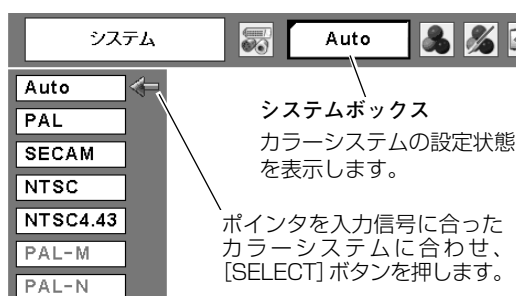 システム
Auto
Auto
PAL
SECAM
NTSC
NTSC4.43
PAL-M
PAL-N
システムボックス
カラーシステムの設定状態
を表示します。
ポインタを入力信号に合った
カラーシステムに合わせ、
[SELECT] ボタンを押します。